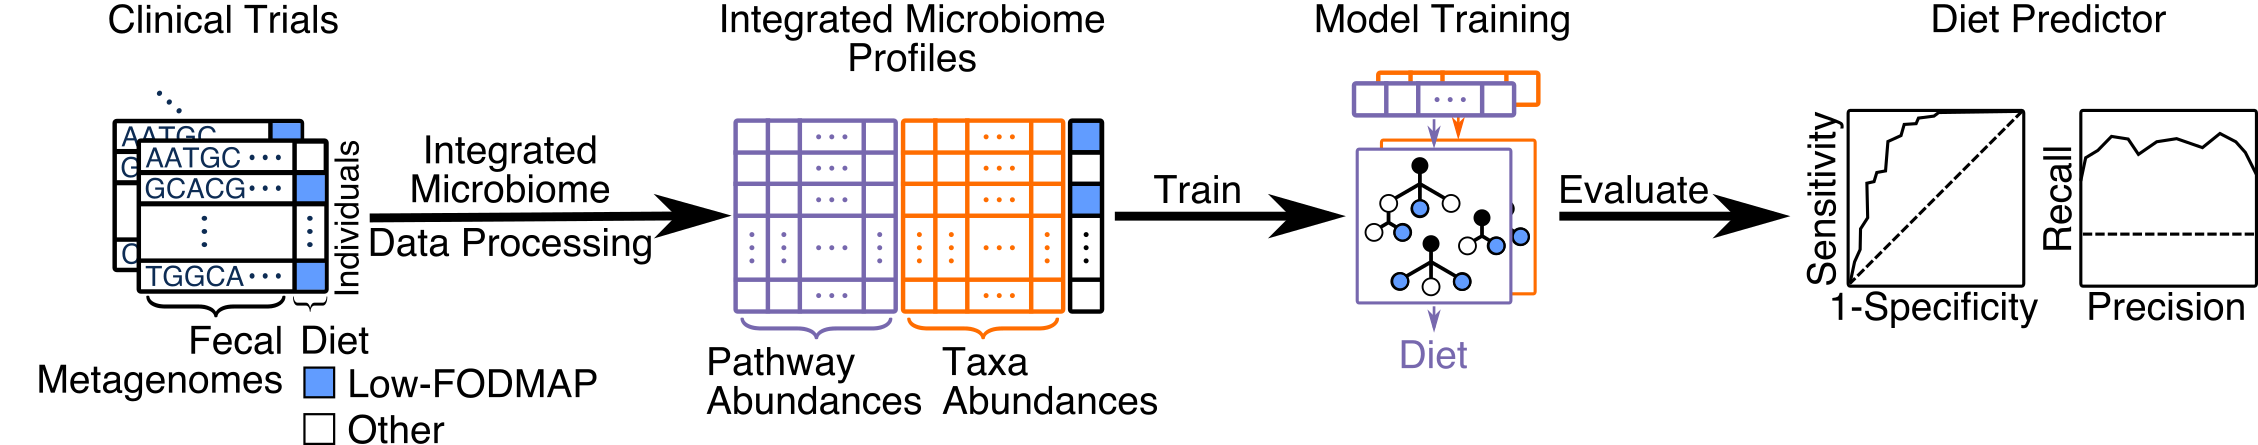 Clinical Trials
AATGC
G
C
AATGC ···
GCACG ···
TGGCA ···
Individuals
Fecal
Metagenomes
Diet
Low-FODMAP
Other
Integrated
Microbiome
Data Processing
Integrated Microbiome
Profiles
Pathway
Abundances
Taxa
Abundances
Train
Model Training
Diet
Evaluate
Diet Predictor
Sensitivity
1-Specificity
Recall
Precision